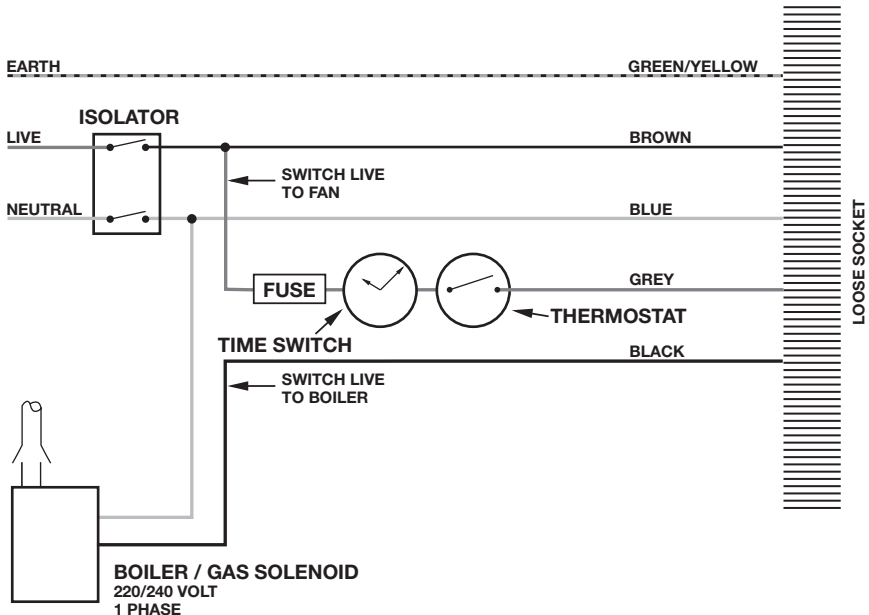 EARTH
GREEN/YELLOW
ISOLATOR
LIVE
BROWN
SWITCH LIVE
TO FAN
NEUTRAL
BLUE
GREY
FUSE
THERMOSTAT
TIME SWITCH
BLACK
SWITCH LIVE
TO BOILER
LOOSE SOCKET
BOILER / GAS SOLENOID
220/240 VOLT
1 PHASE